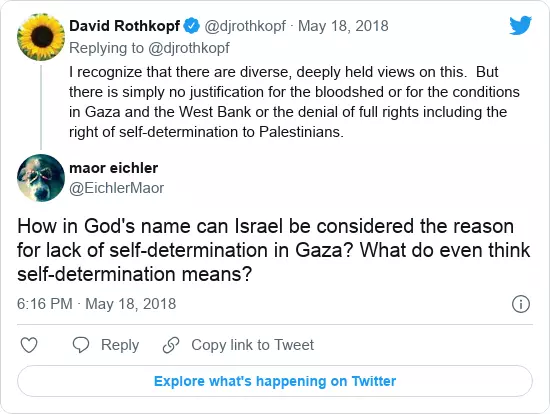 David Rothkopf @djrothkopf · May 18, 2018
Replying to @djrothkopf
I recognize that there are diverse, deeply held views on this.  But
there is simply no justification for the bloodshed or for the conditions
in Gaza and the West Bank or the denial of full rights including the
right of self-determination to Palestinians.
maor eichler
@EichlerMaor
How in God's name can Israel be considered the reason
for lack of self-determination in Gaza? What do even think
self-determination means?
6:16 PM · May 18, 2018
Reply
Copy link to Tweet
Explore what's happening on Twitter